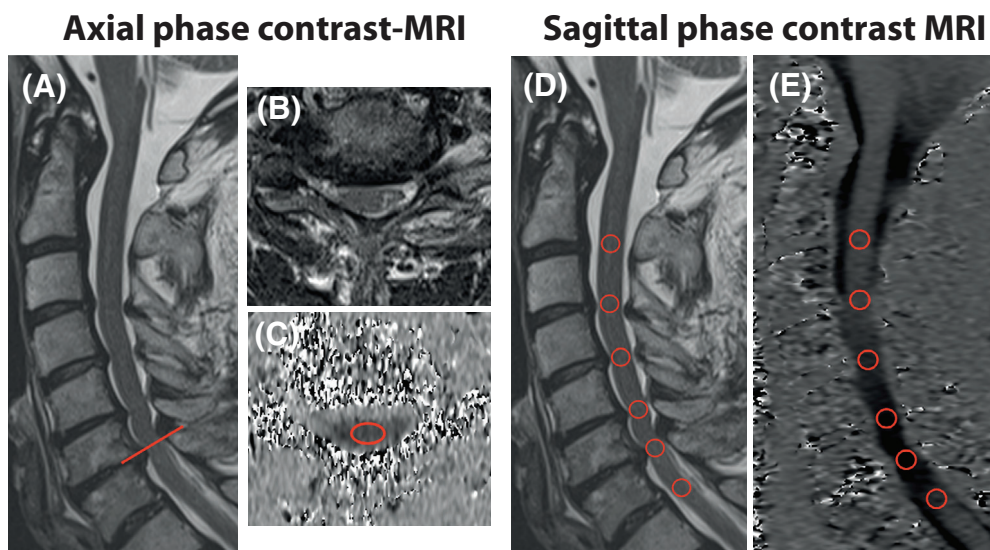 Axial phase contrast-MRI
Sagittal phase contrast MRI
(A)
(B)
(C)
(D)
(E)